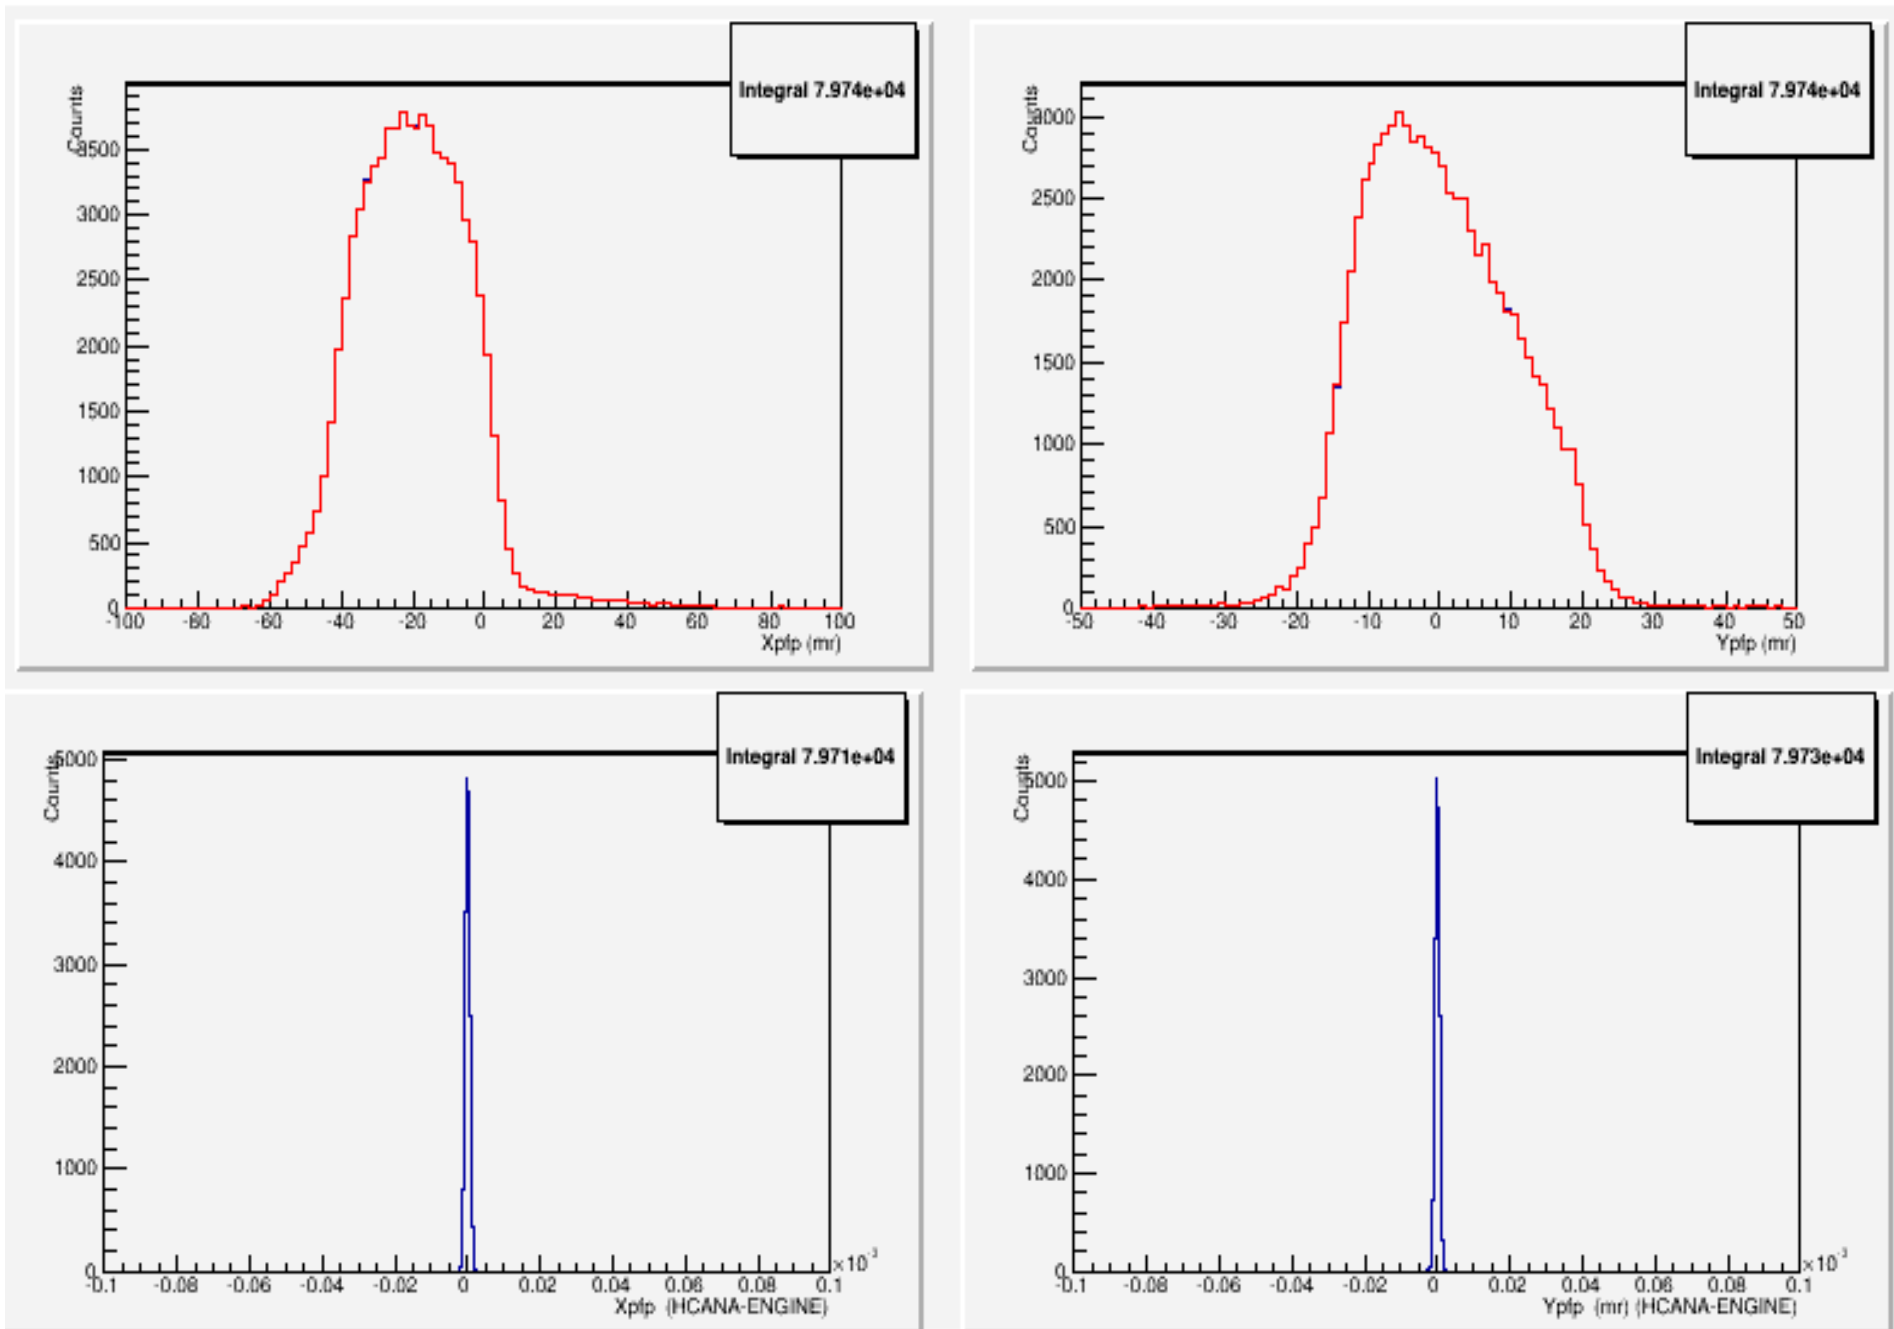 Integral 7.974e+04
Counts
3500
3000
2500
2000
1500
1000
500
0
-100 -80 -60 -40 -20 0 20 40 60 80 100
Xpfp (mr)
Integral 7.974e+04
Counts
3000
2500
2000
1500
1000
500
0
-50 -40 -30 -20 -10 0 10 20 30 40 50
Ypfp (mr)
Integral 7.971e+04
Counts
5000
4000
3000
2000
1000
0
-0.1 -0.08 -0.06 -0.04 -0.02 0 0.02 0.04 0.06 0.08 0.1
×10⁻³
Xpfp (HCANA-ENGINE)
Integral 7.973e+04
Counts
5000
4000
3000
2000
1000
0
-0.1 -0.08 -0.06 -0.04 -0.02 0 0.02 0.04 0.06 0.08 0.1
×10⁻³
Ypfp (mr) (HCANA-ENGINE)